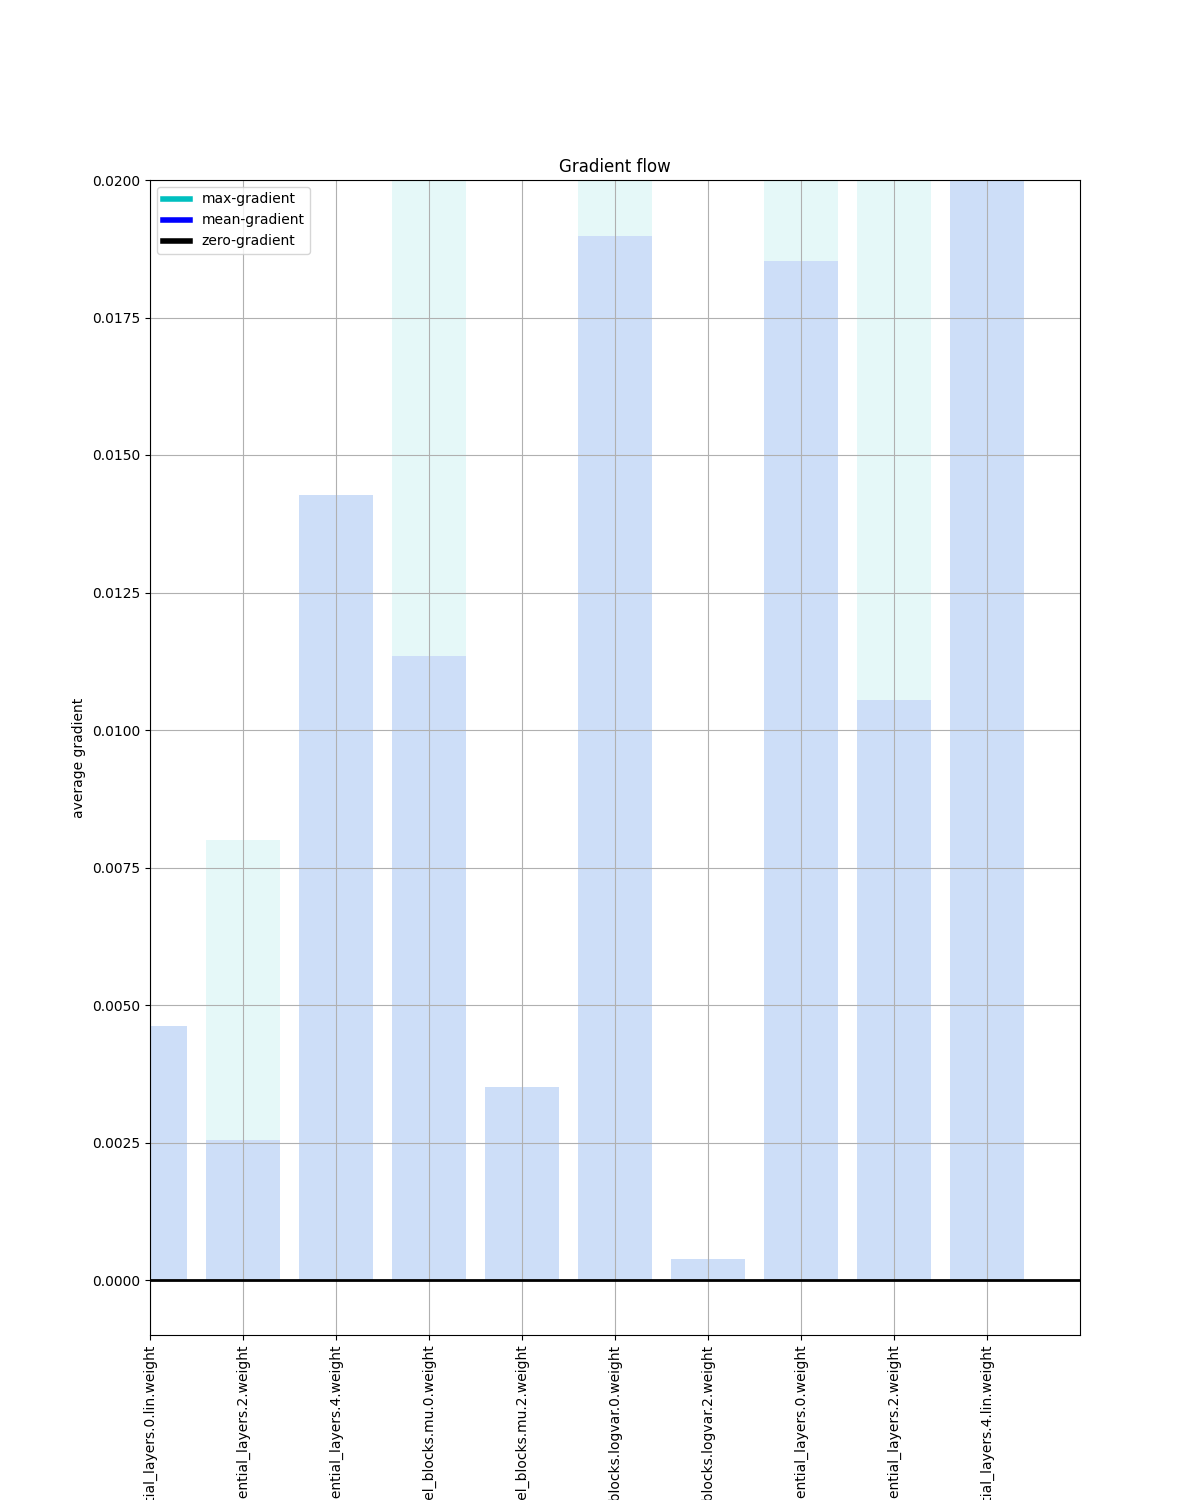 Gradient flow
max-gradient
mean-gradient
zero-gradient
0.0200
0.0175
0.0150
0.0125
0.0100
0.0075
0.0050
0.0025
0.0000
average gradient
tial_layers.0.lin.weight
ential_layers.2.weight
ential_layers.4.weight
el_blocks.mu.0.weight
el_blocks.mu.2.weight
blocks.logvar.0.weight
blocks.logvar.2.weight
ential_layers.0.weight
ential_layers.2.weight
tial_layers.4.lin.weight